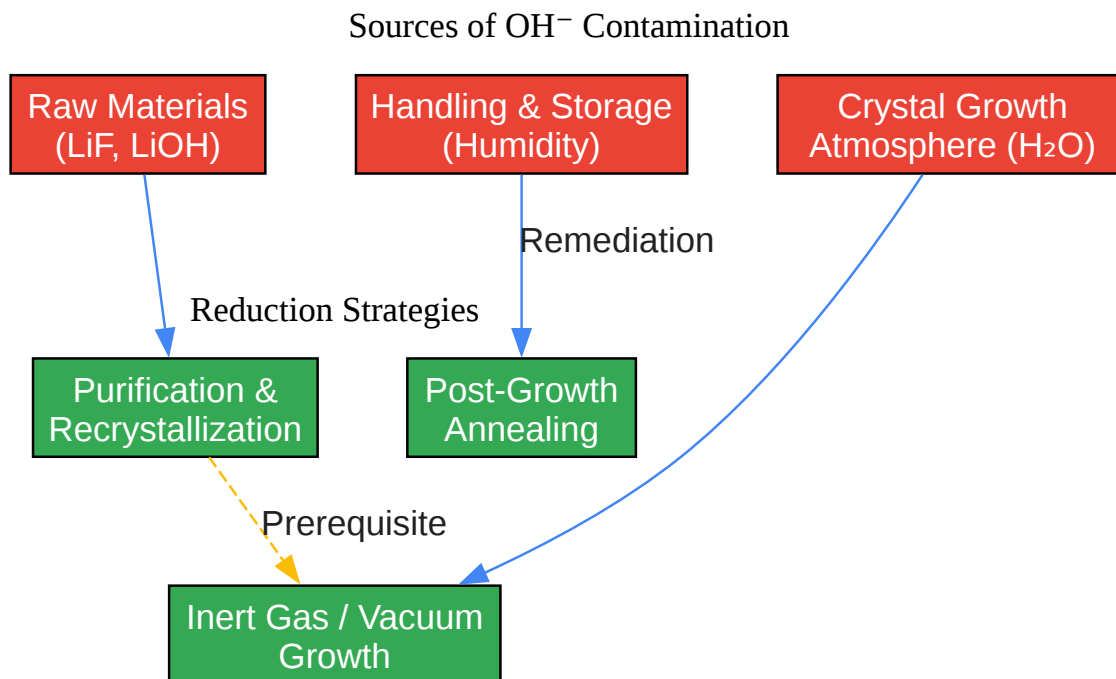 Sources of OH⁻ Contamination
Raw Materials
(LiF, LiOH)
Handling & Storage
(Humidity)
Crystal Growth
Atmosphere (H₂O)
Remediation
Reduction Strategies
Purification &
Recrystallization
Post-Growth
Annealing
Prerequisite
Inert Gas / Vacuum
Growth